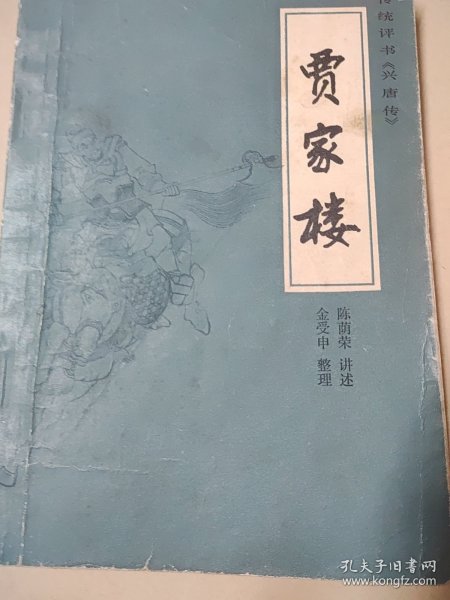 传统评书《兴唐传》
贾家楼
陈荫荣 讲述
金受申 整理
孔夫子旧书网
www.kongfz.com